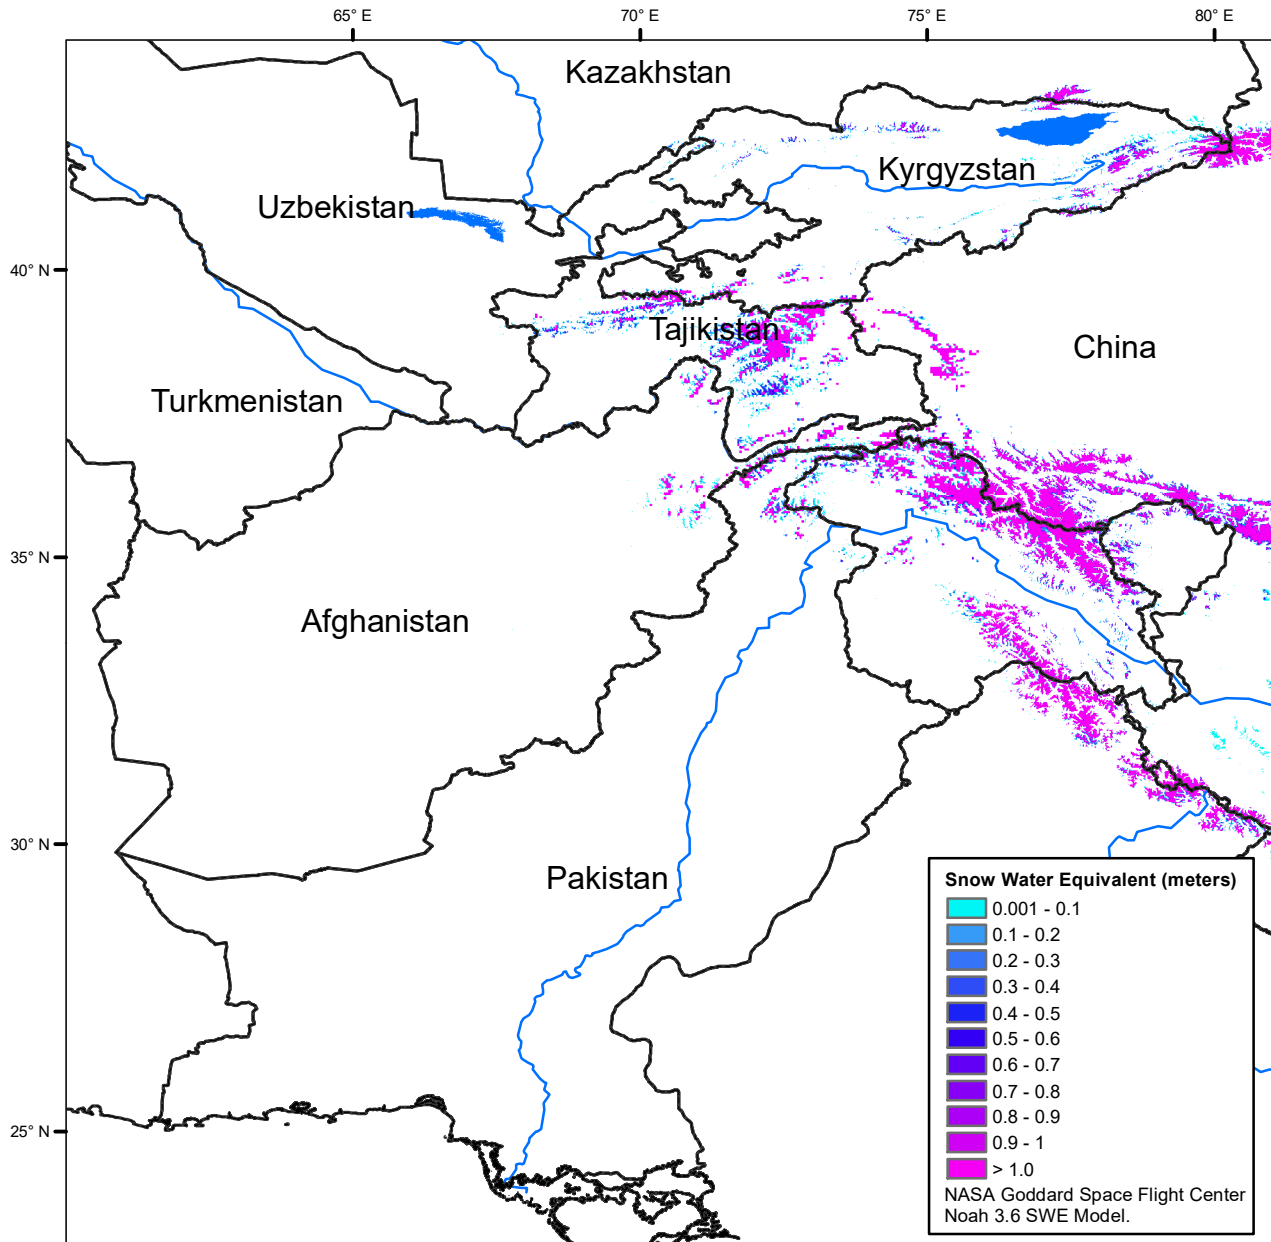 65° E
70° E
75° E
80° E
Kazakhstan
Kyrgyzstan
Uzbekistan
40° N
Tajikistan
China
Turkmenistan
35° N
Afghanistan
30° N
Pakistan
25° N
Snow Water Equivalent (meters)
0.001 - 0.1
0.1 - 0.2
0.2 - 0.3
0.3 - 0.4
0.4 - 0.5
0.5 - 0.6
0.6 - 0.7
0.7 - 0.8
0.8 - 0.9
0.9 - 1
> 1.0
NASA Goddard Space Flight Center
Noah 3.6 SWE Model.